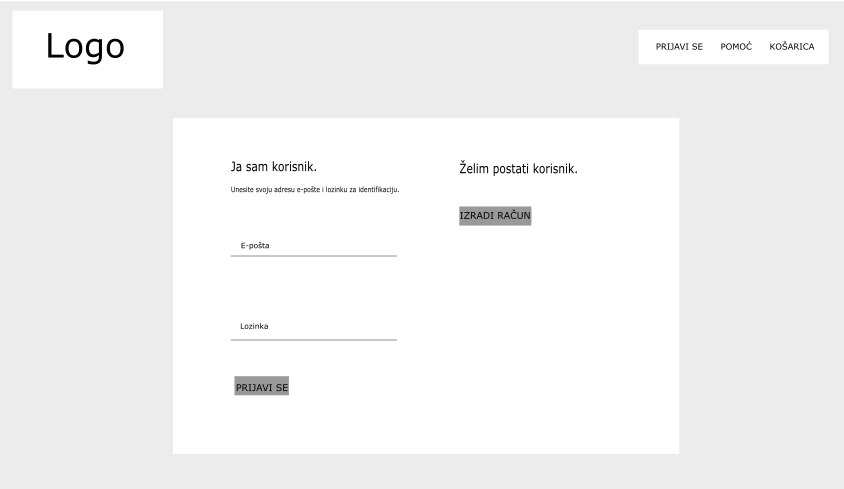 Logo
PRIJAVI SE POMOĆ KOŠARICA
Ja sam korisnik.
Unesite svoju adresu e-pošte i lozinku za identifikaciju.
E-pošta
Lozinka
PRIJAVI SE
Želim postati korisnik.
IZRADI RAČUN